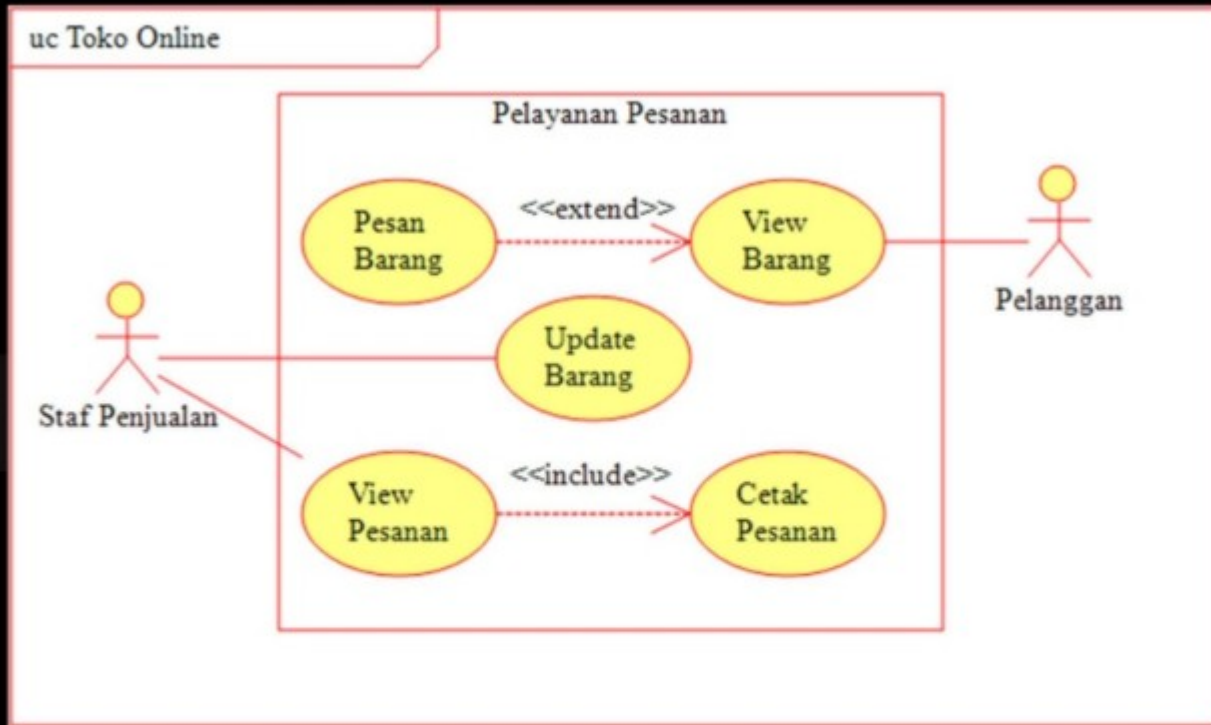 uc Toko Online
Pelayanan Pesanan
Pesan
Barang
<<extend>>
View
Barang
Pelanggan
Update
Barang
Staf Penjualan
View
Pesanan
<<include>>
Cetak
Pesanan